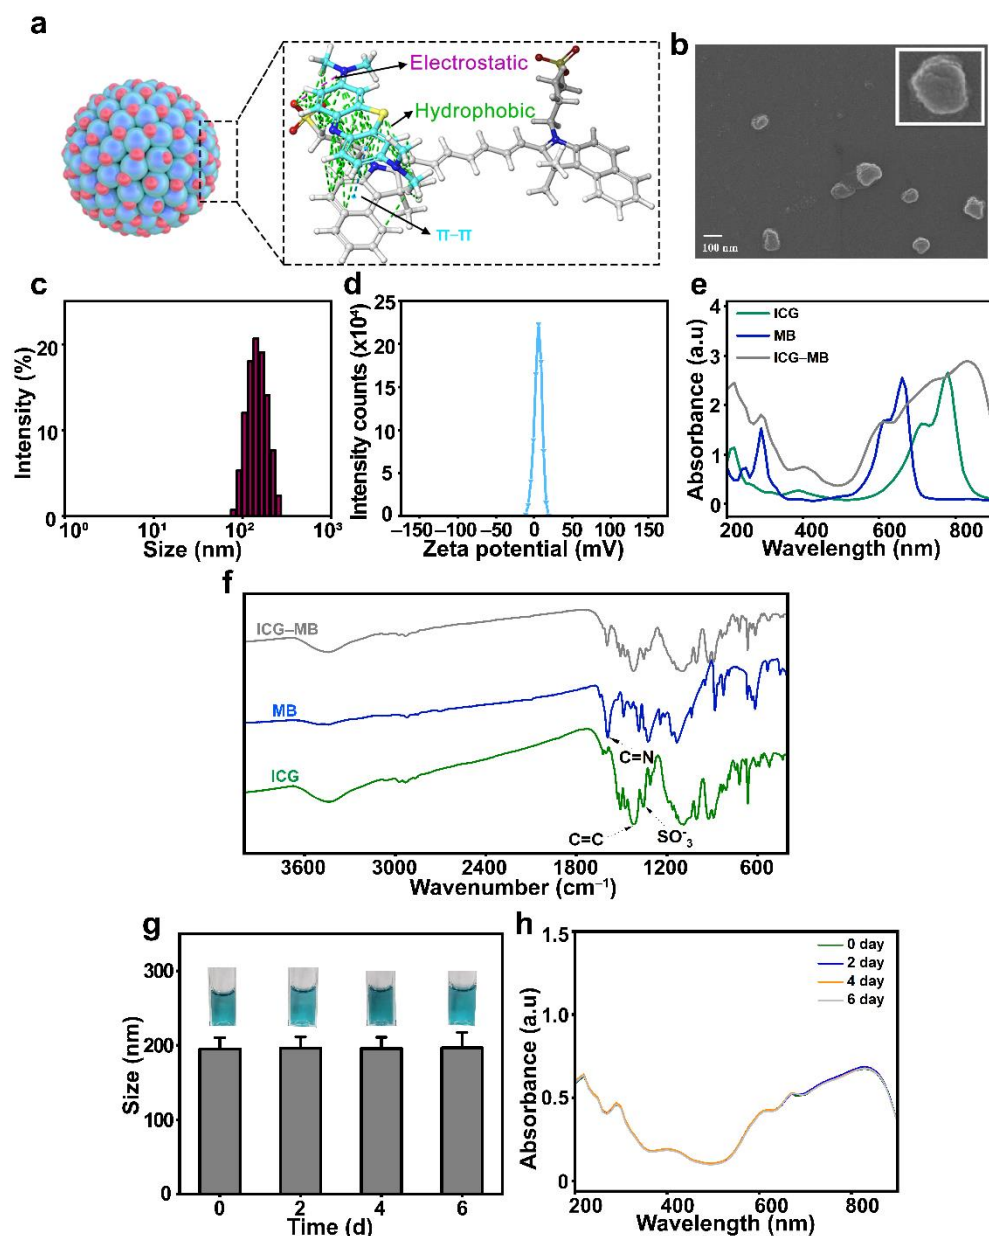 a
Electrostatic
Hydrophobic
π–π
b
100 nm
c
Intensity (%)
20
10
0
10⁰
10¹
10²
10³
Size (nm)
d
Intensity counts (x10⁴)
25
20
15
10
5
0
−150
−100
−50
0
50
100
150
Zeta potential (mV)
e
Absorbance (a.u)
4
3
2
1
0
ICG
MB
ICG–MB
200
400
600
800
Wavelength (nm)
f
ICG–MB
MB
C=N
ICG
C=C
SO⁻₃
3600
3000
2400
1800
1200
600
Wavenumber (cm⁻¹)
g
Size (nm)
300
200
100
0
0
2
4
6
Time (d)
h
Absorbance (a.u)
1.5
1.0
0.5
0
0 day
2 day
4 day
6 day
200
400
600
800
Wavelength (nm)